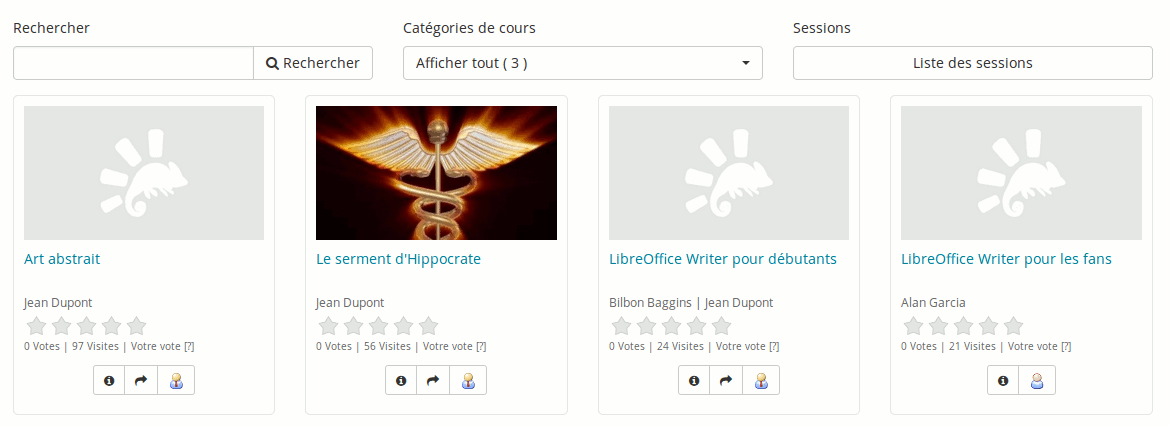 Rechercher
Catégories de cours
Sessions
Rechercher
Afficher tout ( 3 )
Liste des sessions
Art abstrait
Jean Dupont
0 Votes | 97 Visites | Votre vote [?]
Le serment d'Hippocrate
Jean Dupont
0 Votes | 56 Visites | Votre vote [?]
LibreOffice Writer pour débutants
Bilbon Baggins | Jean Dupont
0 Votes | 24 Visites | Votre vote [?]
LibreOffice Writer pour les fans
Alan Garcia
0 Votes | 21 Visites | Votre vote [?]